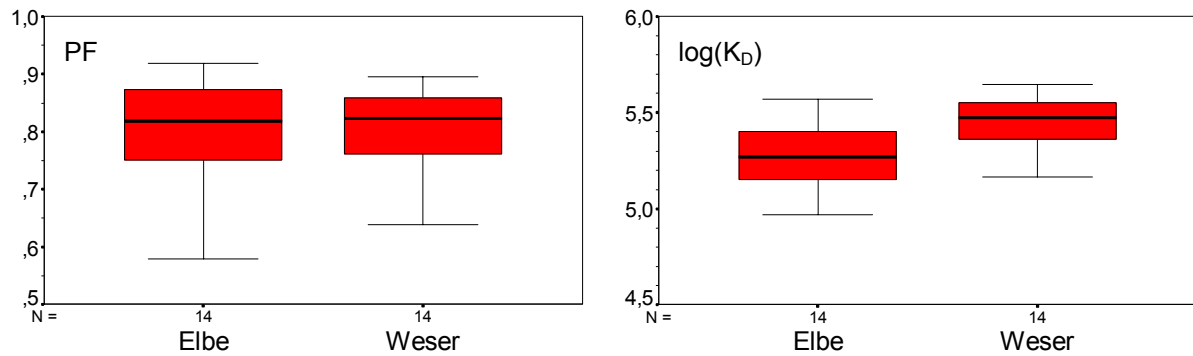 1,0
PF
,9
,8
,7
,6
,5
N = 14 14
Elbe Weser
6,0
log(K_D)
5,5
5,0
4,5
N = 14 14
Elbe Weser